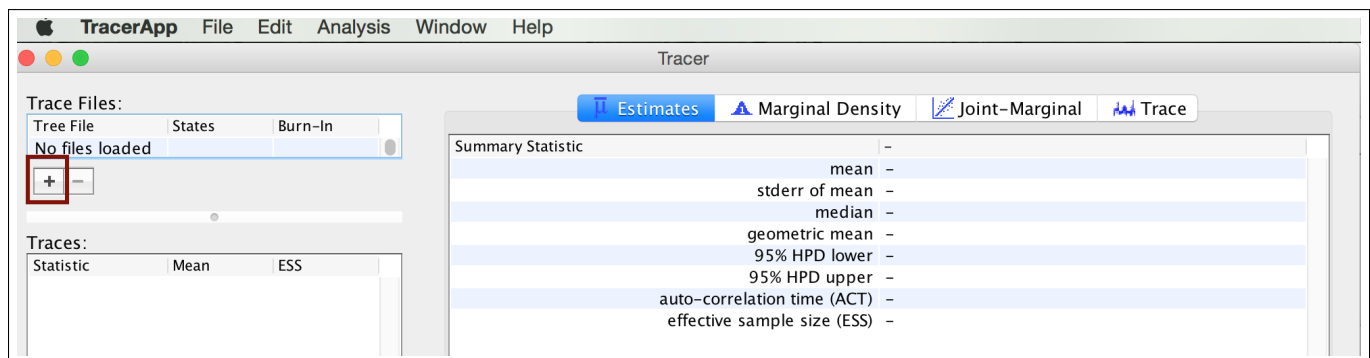 TracerApp File Edit Analysis Window Help
Tracer
Trace Files:
Tree File States Burn-In
No files loaded
+ −
Traces:
Statistic Mean ESS
μ Estimates Marginal Density Joint-Marginal Trace
Summary Statistic -
mean -
stderr of mean -
median -
geometric mean -
95% HPD lower -
95% HPD upper -
auto-correlation time (ACT) -
effective sample size (ESS) -